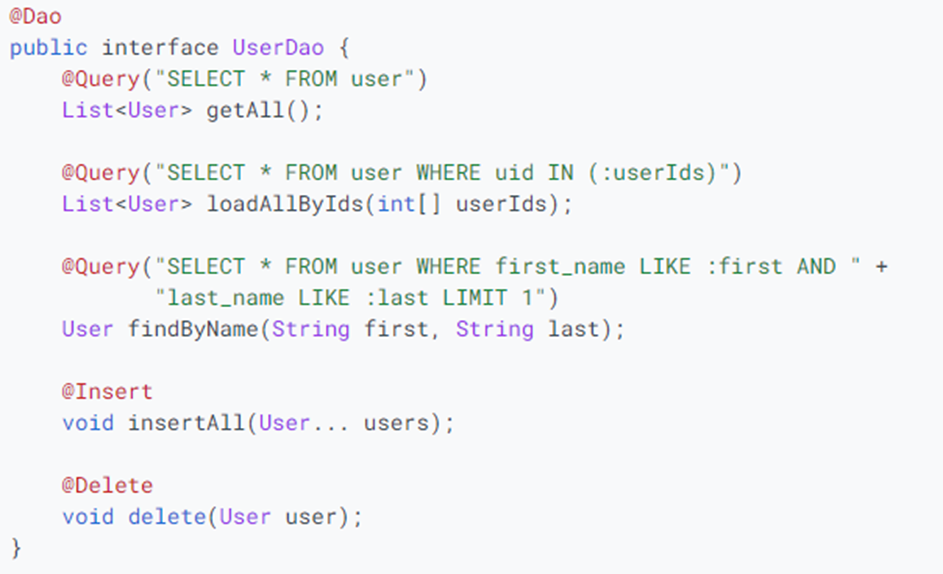 @Dao
public interface UserDao {
    @Query("SELECT * FROM user")
    List<User> getAll();

    @Query("SELECT * FROM user WHERE uid IN (:userIds)")
    List<User> loadAllByIds(int[] userIds);

    @Query("SELECT * FROM user WHERE first_name LIKE :first AND " +
           "last_name LIKE :last LIMIT 1")
    User findByName(String first, String last);

    @Insert
    void insertAll(User... users);

    @Delete
    void delete(User user);
}